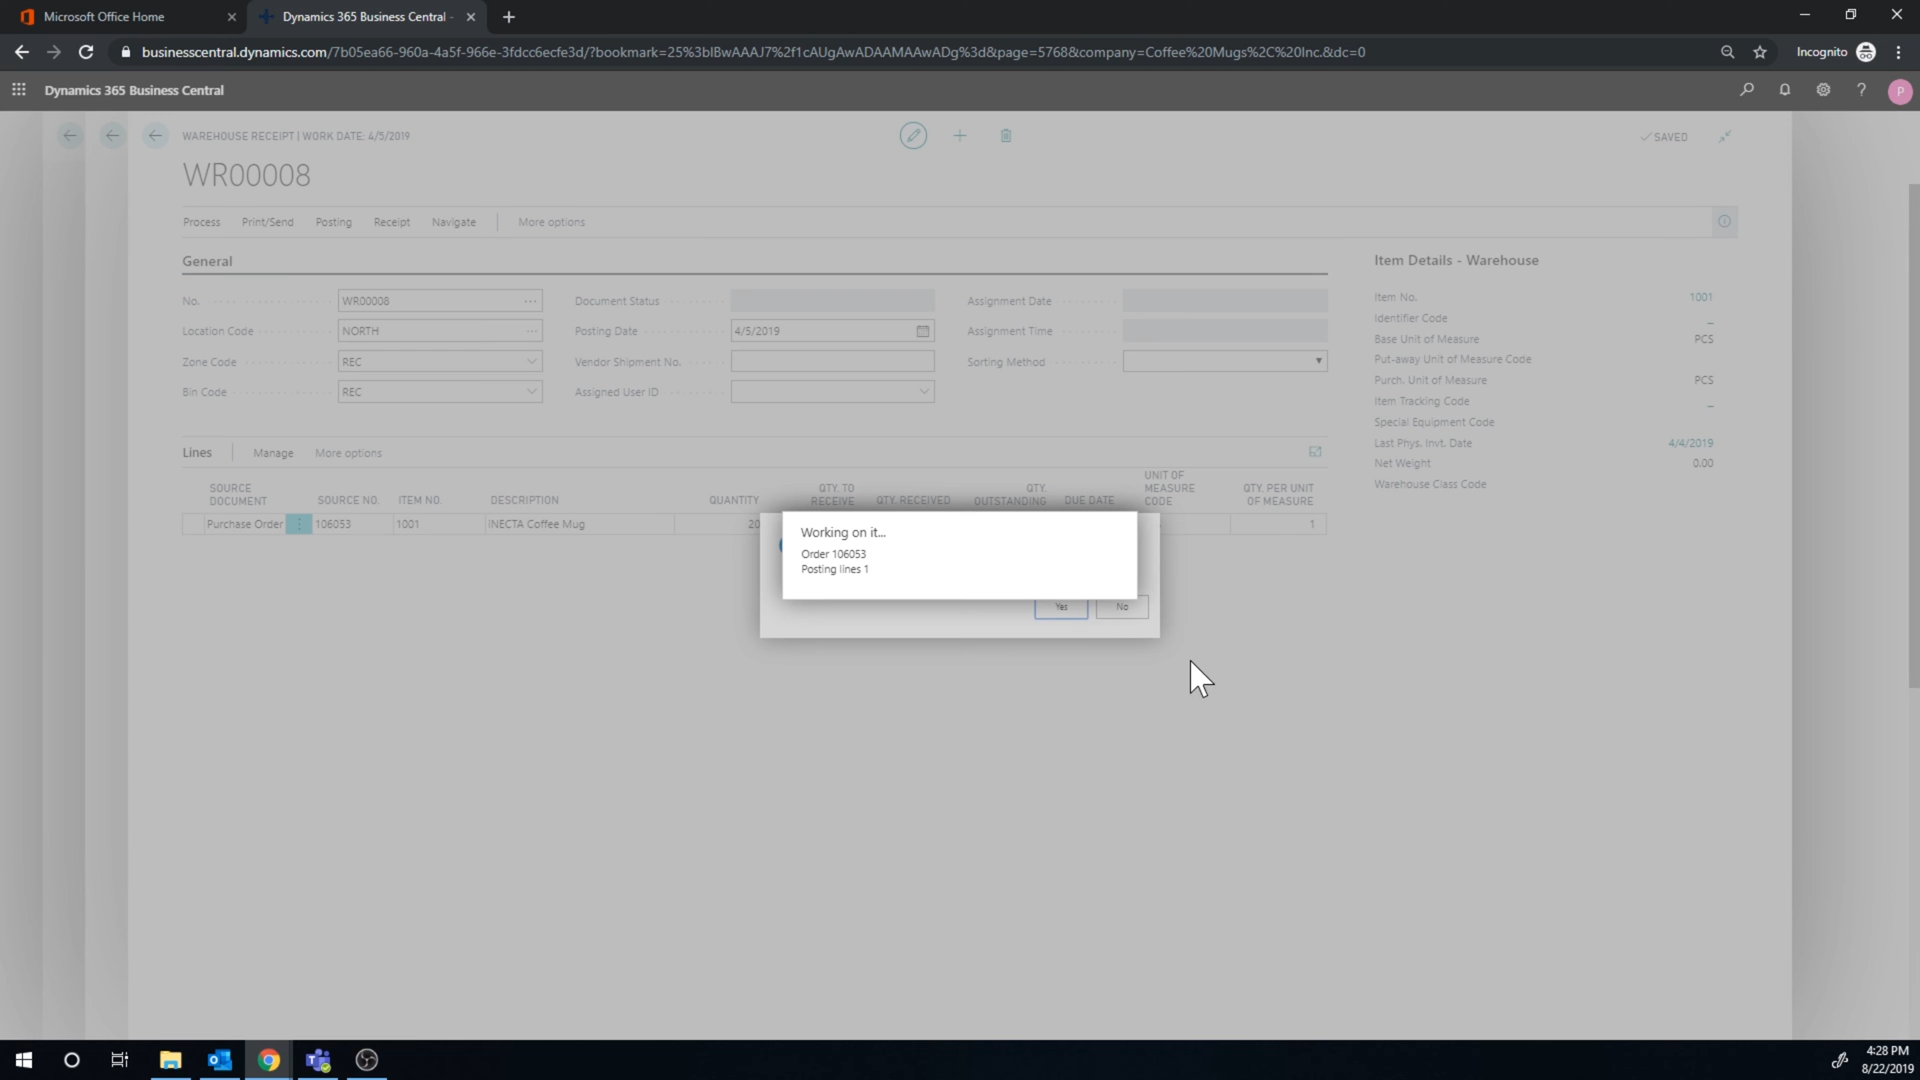 Microsoft Office Home
Dynamics 365 Business Central -
businesscentral.dynamics.com/7b05ea66-960a-4a5f-966e-3fdcc6ecfe3d/?bookmark=25%3bIBwAAAJ7%2f1cAUgAwADAAMAAwADg%3d&page=5768&company=Coffee%20Mugs%2C%20Inc.&dc=0
Incognito
Dynamics 365 Business Central
P
WAREHOUSE RECEIPT | WORK DATE: 4/5/2019
SAVED
WR00008
Process Print/Send Posting Receipt Navigate More options
General
No. WR00008
Document Status
Assignment Date
Location Code NORTH
Posting Date 4/5/2019
Assignment Time
Zone Code REC
Vendor Shipment No.
Sorting Method
Bin Code REC
Assigned User ID
Item Details - Warehouse
Item No. 1001
Identifier Code _
Base Unit of Measure PCS
Put-away Unit of Measure Code
Purch. Unit of Measure PCS
Item Tracking Code _
Special Equipment Code
Last Phys. Invt. Date 4/4/2019
Net Weight 0.00
Warehouse Class Code
Lines Manage More options
SOURCE DOCUMENT SOURCE NO. ITEM NO. DESCRIPTION QUANTITY QTY. TO RECEIVE QTY. RECEIVED QTY. OUTSTANDING DUE DATE UNIT OF MEASURE CODE QTY. PER UNIT OF MEASURE
Purchase Order 106053 1001 INECTA Coffee Mug 20 1
Working on it...
Order 106053
Posting lines 1
Yes No
4:28 PM
8/22/2019